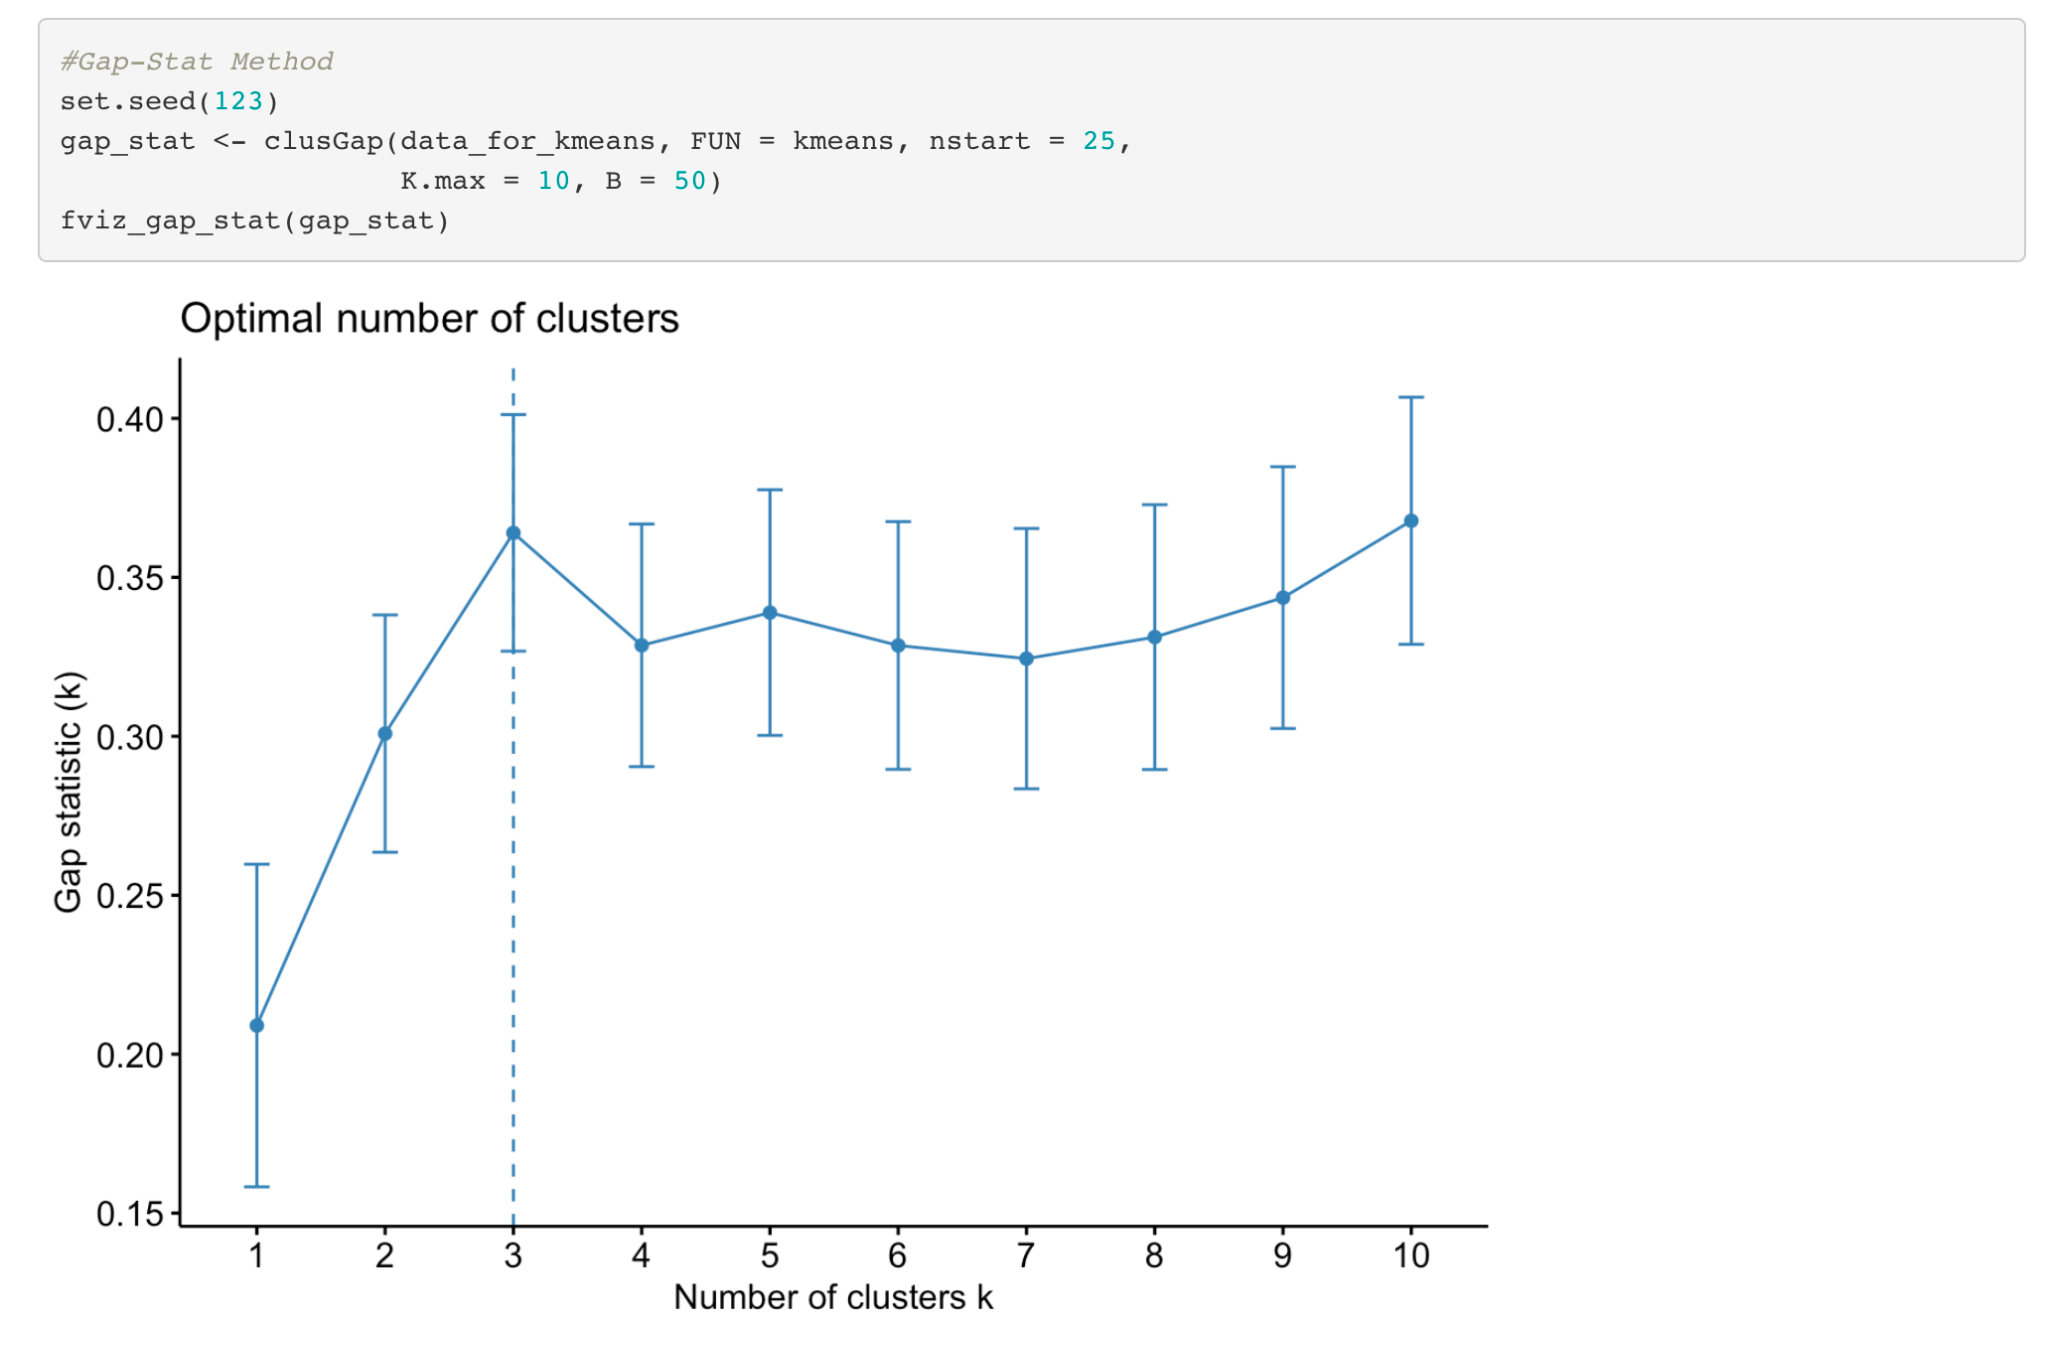 #Gap-Stat Method
set.seed(123)
gap_stat <- clusGap(data_for_kmeans, FUN = kmeans, nstart = 25,
                    K.max = 10, B = 50)
fviz_gap_stat(gap_stat)
Optimal number of clusters
Gap statistic (k)
0.40
0.35
0.30
0.25
0.20
0.15
1 2 3 4 5 6 7 8 9 10
Number of clusters k